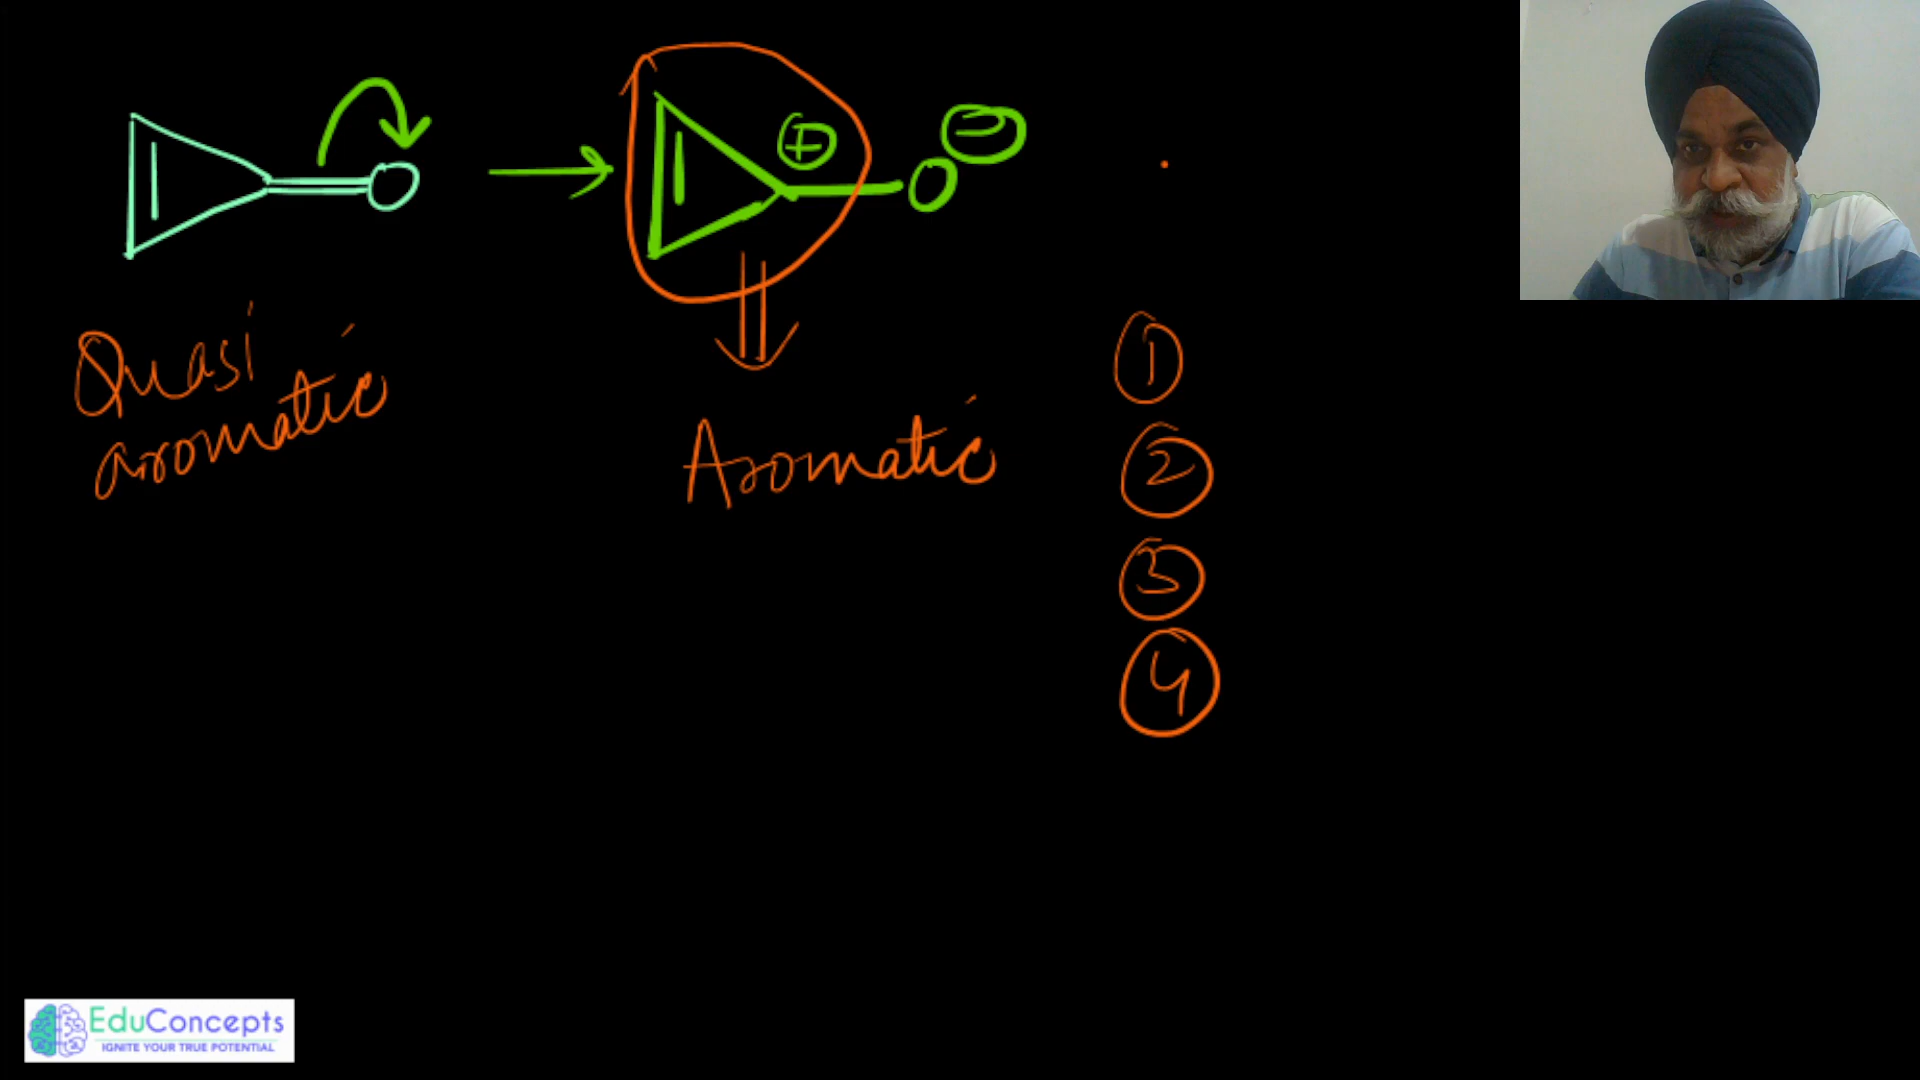 O
⊕
O
⊖
Quasi
aromatic
Aromatic
①
②
③
④
EduConcepts
IGNITE YOUR TRUE POTENTIAL